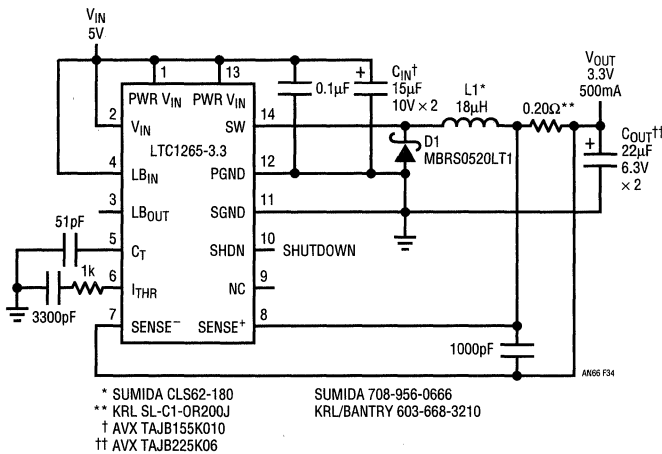 VIN
5V
1
13
PWR VIN
PWR VIN
2
VIN
SW
14
LTC1265-3.3
4
LBIN
PGND
12
3
LBOUT
SGND
11
5
CT
SHDN
10
SHUTDOWN
6
ITHR
NC
9
7
SENSE−
SENSE+
8
51pF
1k
3300pF
0.1µF
+
CIN†
15µF
10V × 2
L1*
18µH
0.20Ω**
VOUT
3.3V
500mA
D1
MBRS0520LT1
+
COUT††
22µF
6.3V
× 2
1000pF
AN66 F34
* SUMIDA CLS62-180
** KRL SL-C1-OR200J
† AVX TAJB155K010
†† AVX TAJB225K06
SUMIDA 708-956-0666
KRL/BANTRY 603-668-3210